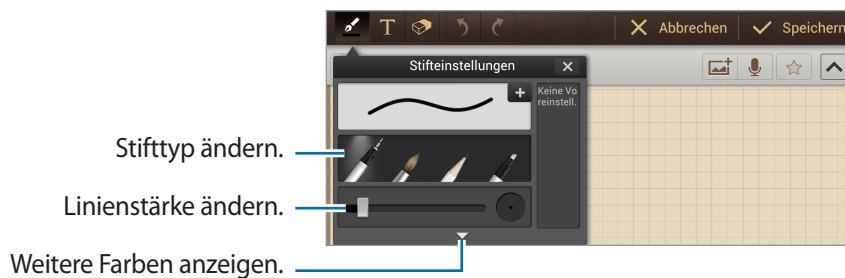 T
Abbrechen
Speichern
Stifteinstellungen
Keine Vo
reinstell.
Stifttyp ändern.
Linienstärke ändern.
Weitere Farben anzeigen.